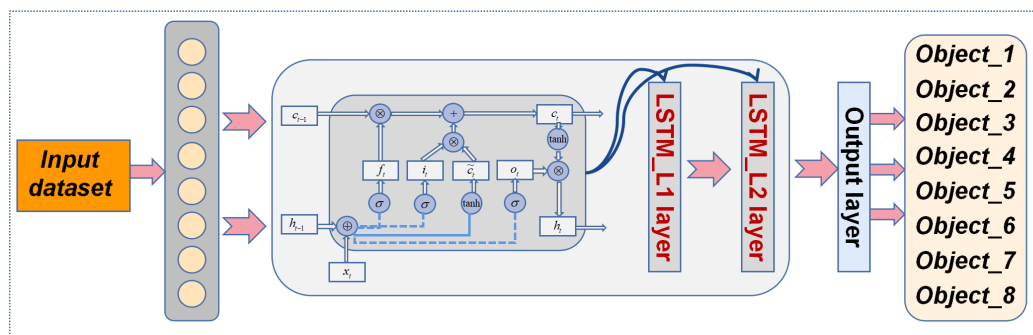 Input
dataset
c_{t-1}
⊗
+
c_t
tanh
⊗
f_t
i_t
c̃_t
o_t
⊗
σ
σ
tanh
σ
h_{t-1}
⊕
h_t
x_t
LSTM_L1 layer
LSTM_L2 layer
Output layer
Object_1
Object_2
Object_3
Object_4
Object_5
Object_6
Object_7
Object_8